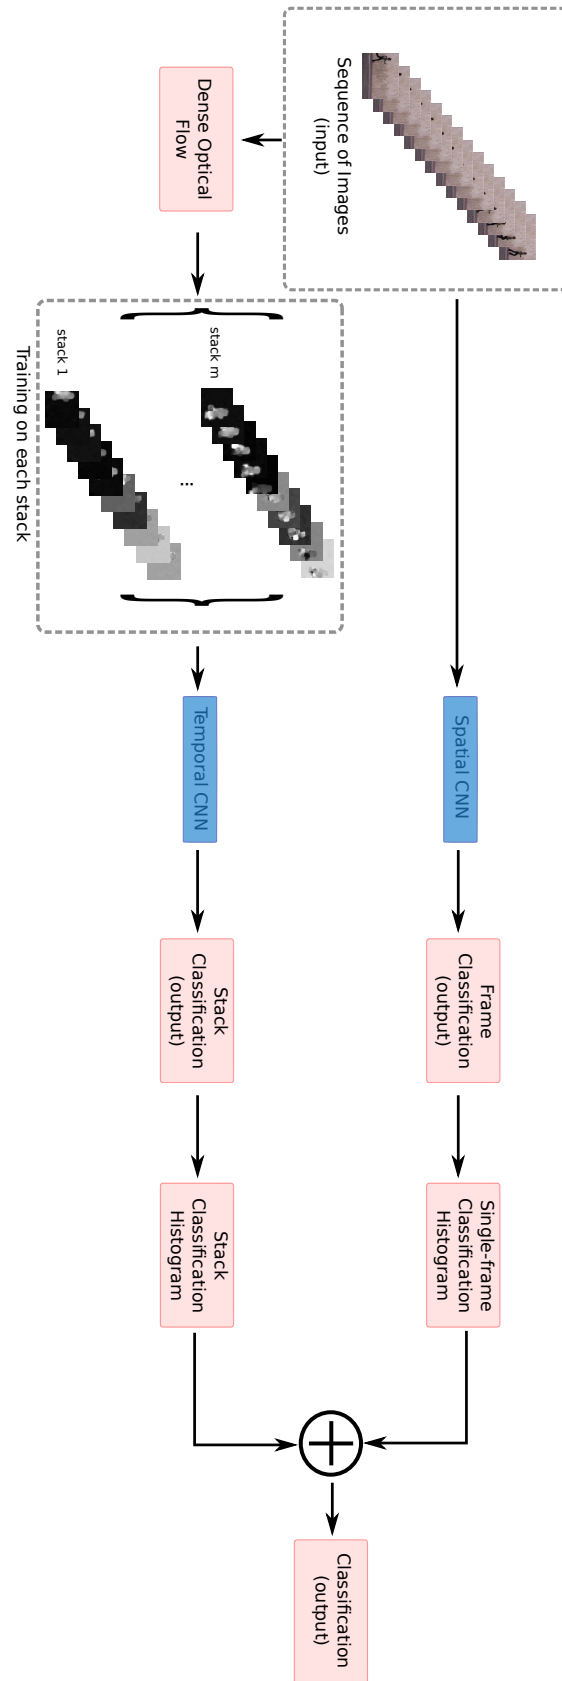 Sequence of Images
(input)
Dense Optical
Flow
stack m
...
stack 1
Training on each stack
Spatial CNN
Temporal CNN
Frame
Classification
(output)
Stack
Classification
(output)
Single-frame
Classification
Histogram
Stack
Classification
Histogram
Classification
(output)